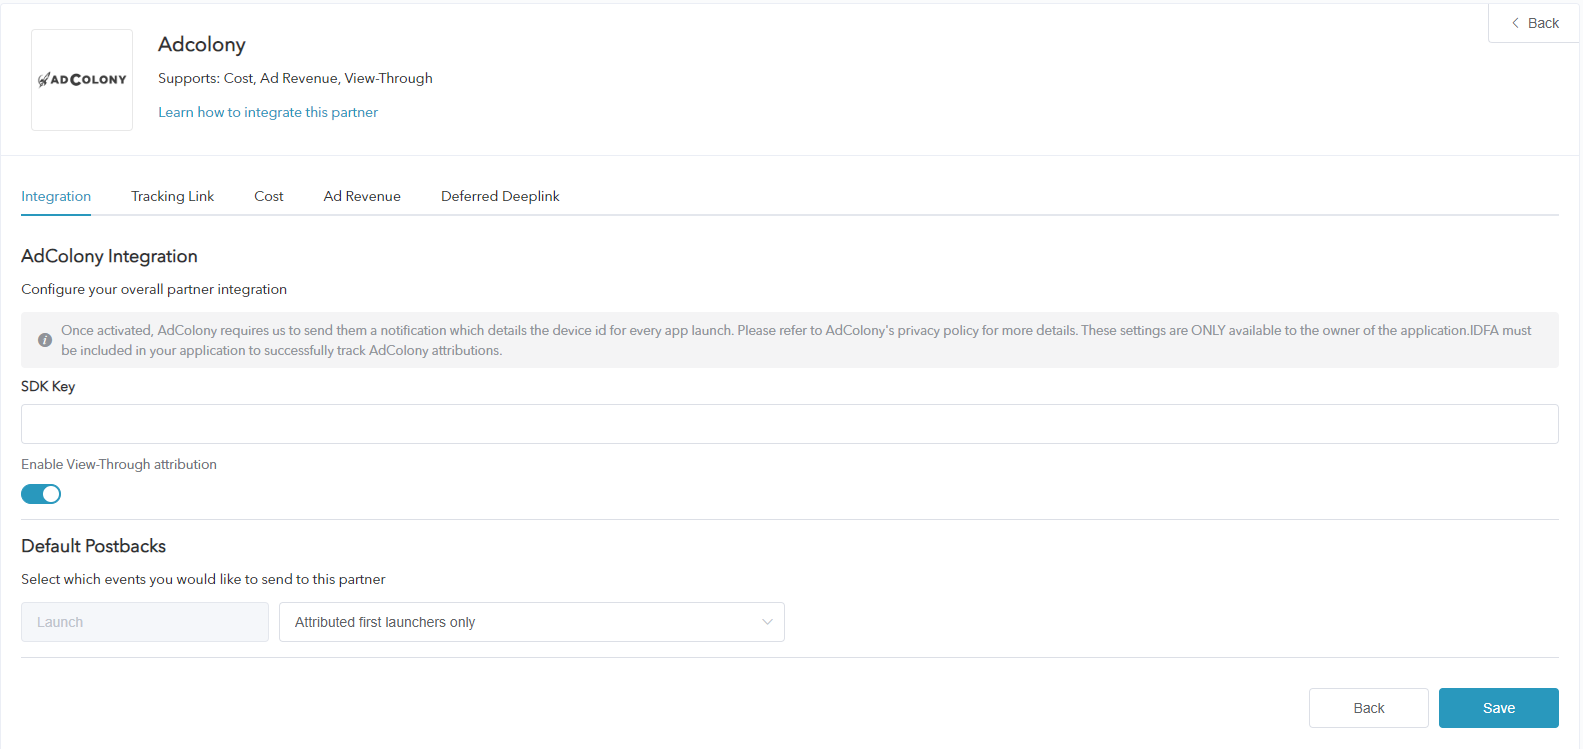 Back
ADCOLONY
Adcolony
Supports: Cost, Ad Revenue, View-Through
Learn how to integrate this partner
Integration Tracking Link Cost Ad Revenue Deferred Deeplink
AdColony Integration
Configure your overall partner integration
Once activated, AdColony requires us to send them a notification which details the device id for every app launch. Please refer to AdColony's privacy policy for more details. These settings are ONLY available to the owner of the application.IDFA must
be included in your application to successfully track AdColony attributions.
SDK Key
Enable View-Through attribution
Default Postbacks
Select which events you would like to send to this partner
Launch Attributed first launchers only
Back Save